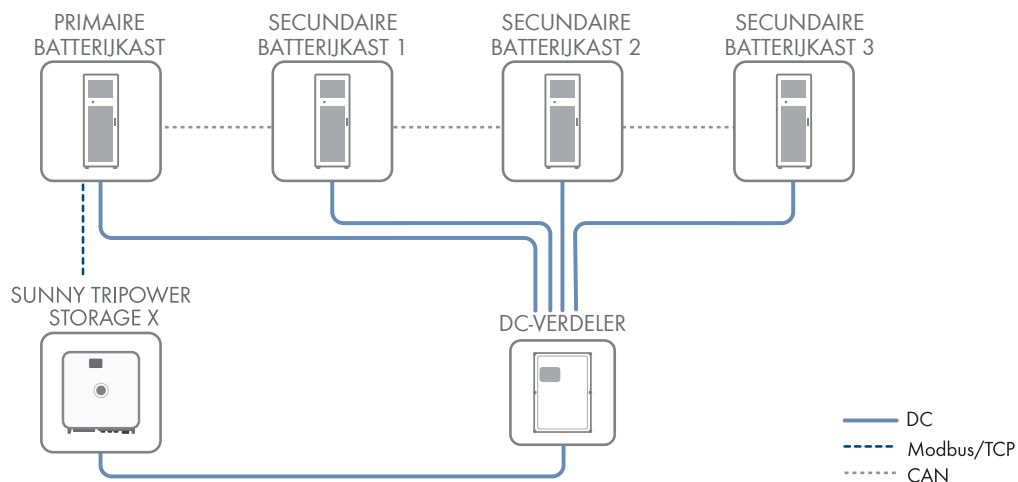 PRIMAIRE
BATTERIJKAST
SECUNDAIRE
BATTERIJKAST 1
SECUNDAIRE
BATTERIJKAST 2
SECUNDAIRE
BATTERIJKAST 3
SUNNY TRIPOWER
STORAGE X
DC-VERDELER
DC
Modbus/TCP
CAN